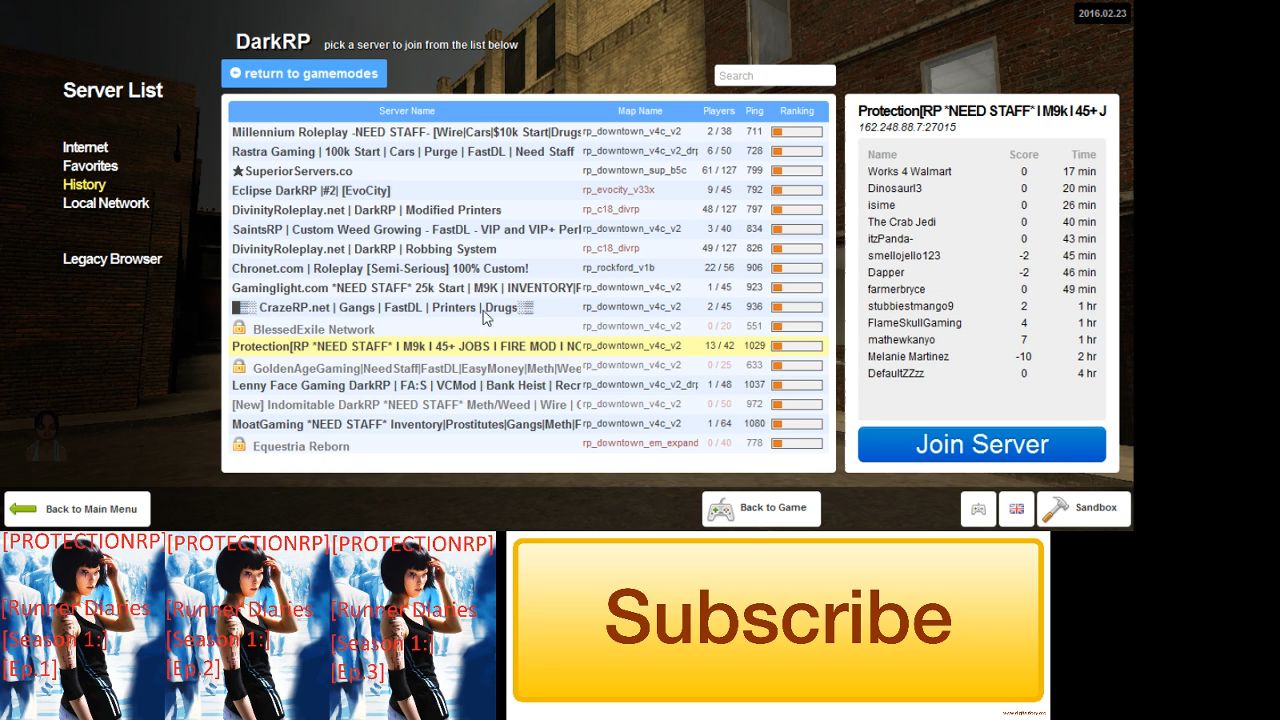 2016.02.23
DarkRP pick a server to join from the list below
return to gamemodes
Search
Server List
Internet
Favorites
History
Local Network
Legacy Browser
Server Name Map Name Players Ping Ranking
Millennium Roleplay -NEED STAFF- [Wire|Cars|$10k Start|Drugs rp_downtown_v4c_v2 2 / 38 711
Rastra Gaming | 100k Start | Cars | Purge | FastDL | Need Staff rp_downtown_v4c_v2_drp 6 / 50 728
★SuperiorServers.co rp_downtown_sup_b5c 61 / 127 799
Eclipse DarkRP |#2| [EvoCity] rp_evocity_v33x 9 / 45 792
DivinityRoleplay.net | DarkRP | Modified Printers rp_c18_divrp 48 / 127 797
SaintsRP | Custom Weed Growing - FastDL - VIP and VIP+ Perl rp_downtown_v4c_v2 3 / 40 834
DivinityRoleplay.net | DarkRP | Robbing System rp_c18_divrp 49 / 127 826
Chronet.com | Roleplay [Semi-Serious] 100% Custom! rp_rockford_v1b 22 / 56 906
Gaminglight.com *NEED STAFF* 25k Start | M9K | INVENTORY|F rp_downtown_v4c_v2 1 / 45 923
█▓▒░ CrazeRP.net | Gangs | FastDL | Printers | Drugs░▒▓ rp_downtown_v4c_v2 2 / 45 936
BlessedExile Network rp_downtown_v4c_v2 0 / 20 551
Protection[RP *NEED STAFF* I M9k I 45+ JOBS I FIRE MOD I NO rp_downtown_v4c_v2 13 / 42 1029
GoldenAgeGaming|NeedStaff|FastDL|EasyMoney|Meth|Wee rp_downtown_v4c_v2 0 / 25 633
Lenny Face Gaming DarkRP | FA:S | VCMod | Bank Heist | Recr rp_downtown_v4c_v2_drp 1 / 48 1037
[New] Indomitable DarkRP *NEED STAFF* Meth/Weed | Wire | C rp_downtown_v4c_v2 0 / 50 972
MoatGaming *NEED STAFF* Inventory|Prostitutes|Gangs|Meth|F rp_downtown_v4c_v2 1 / 64 1080
Equestria Reborn rp_downtown_em_expand 0 / 40 778
Protection[RP *NEED STAFF* I M9k I 45+ J
162.248.88.7:27015
Name Score Time
Works 4 Walmart 0 17 min
Dinosaurl3 0 20 min
isime 0 26 min
The Crab Jedi 0 40 min
itzPanda- 0 43 min
smellojello123 -2 45 min
Dapper -2 46 min
farmerbryce 0 49 min
stubbiestmango9 2 1 hr
FlameSkullGaming 4 1 hr
mathewkanyo 7 1 hr
Melanie Martinez -10 2 hr
DefaultZZzz 0 4 hr
Join Server
Back to Main Menu
Back to Game
Sandbox
[PROTECTIONRP]
[Runner Diaries
[Season 1:]
[Ep.1]
[PROTECTIONRP]
[Runner Diaries
[Season 1:]
[Ep.2]
[PROTECTIONRP]
[Runner Diaries
[Season 1:]
[Ep.3]
Subscribe